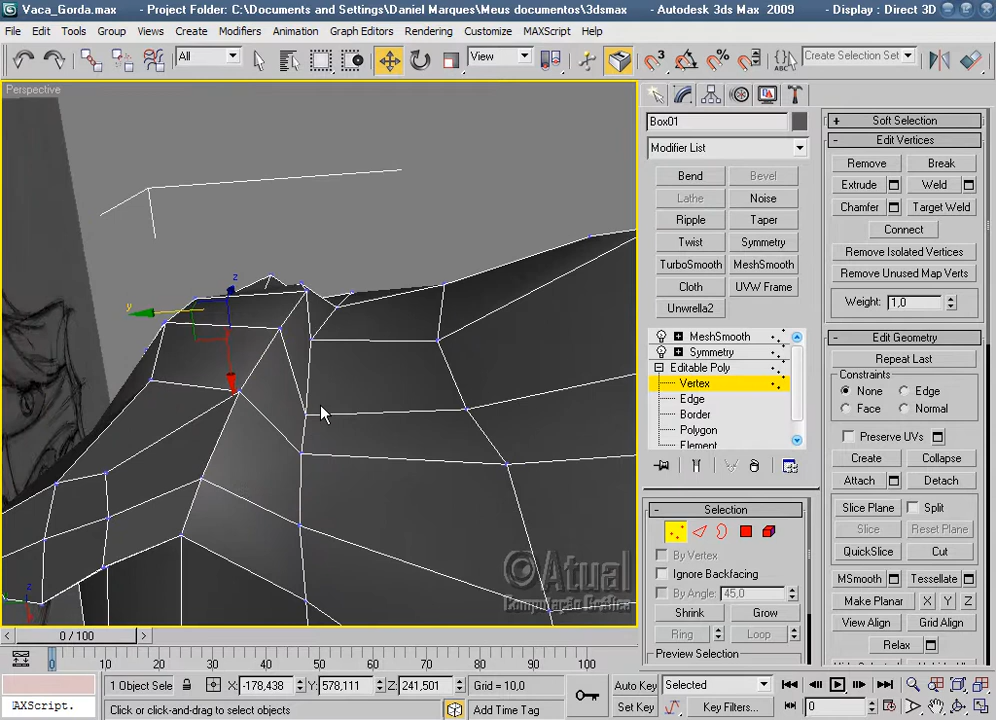 Vaca_Gorda.max - Project Folder: C:\Documents and Settings\Daniel Marques\Meus documentos\3dsmax - Autodesk 3ds Max 2009 - Display : Direct 3D
File Edit Tools Group Views Create Modifiers Animation Graph Editors Rendering Customize MAXScript Help
All View Create Selection Set
Perspective
Box01
Modifier List
Bend Bevel
Lathe Noise
Ripple Taper
Twist Symmetry
TurboSmooth MeshSmooth
Cloth UVW Frame
Unwrella2
MeshSmooth
Symmetry
Editable Poly
Vertex
Edge
Border
Polygon
Element
- Selection
By Vertex
Ignore Backfacing
By Angle: 45,0
Shrink Grow
Ring Loop
Preview Selection
+ Soft Selection
- Edit Vertices
Remove Break
Extrude Weld
Chamfer Target Weld
Connect
Remove Isolated Vertices
Remove Unused Map Verts
Weight: 1,0
- Edit Geometry
Repeat Last
Constraints
None Edge
Face Normal
Preserve UVs
Create Collapse
Attach Detach
Slice Plane Split
Slice Reset Plane
QuickSlice Cut
MSmooth Tessellate
Make Planar X Y Z
View Align Grid Align
Relax
z
y
z
©Atual
Computação Gráfica
< 0 / 100 >
0 10 20 30 40 50 60 70 80 90 100
1 Object Sele X: -178,438 Y: 578,111 Z: 241,501 Grid = 10,0 Auto Key Selected
AXScript. Click or click-and-drag to select objects Add Time Tag Set Key Key Filters... 0